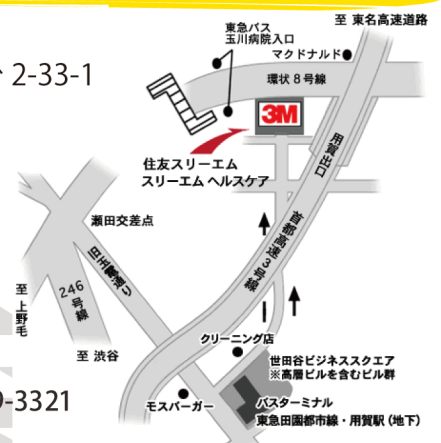 至 東名高速道路
東急バス
玉川病院入口
マクドナルド
2-33-1
環状8号線
3M
用賀出口
住友スリーエム
スリーエム ヘルスケア
瀬田交差点
首都高速3号線
旧玉電通り
246号線
至 上野毛
至 渋谷
クリーニング店
世田谷ビジネススクエア
※高層ビルを含むビル群
9-3321
モスバーガー
バスターミナル
東急田園都市線・用賀駅(地下)